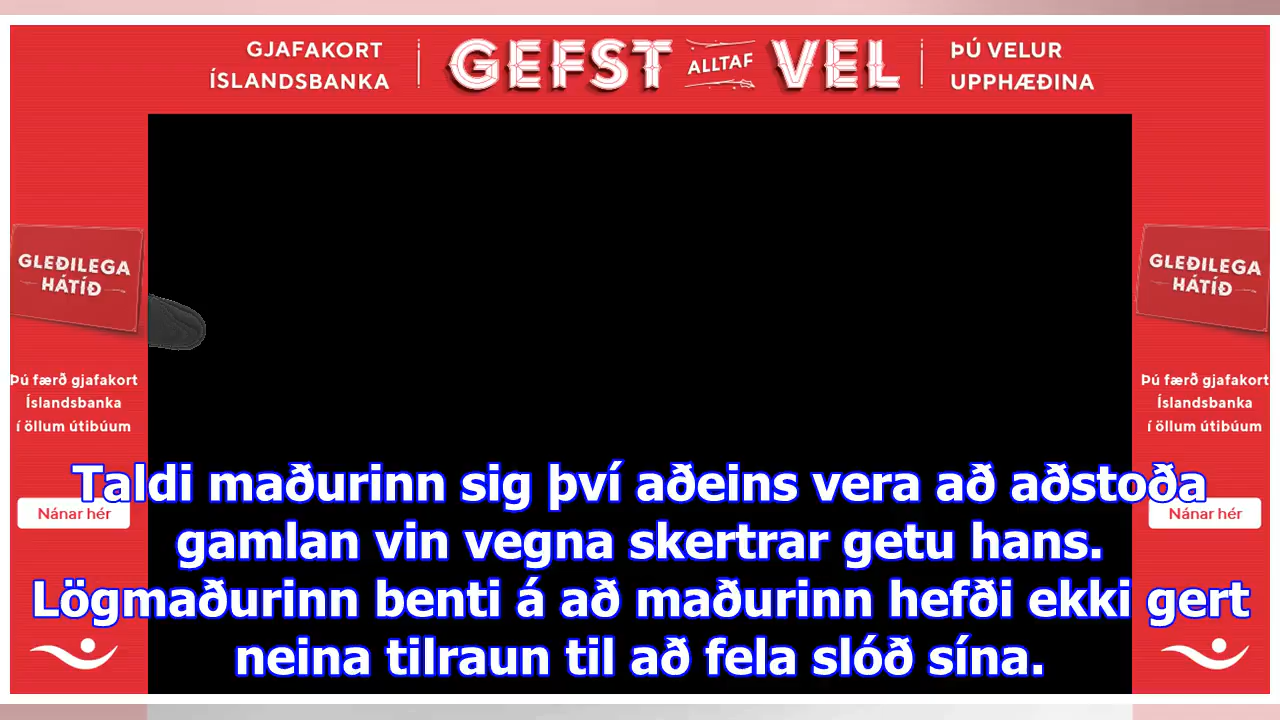 GJAFAKORT
ÍSLANDSBANKA
GEFST ALLTAF VEL
ÞÚ VELUR
UPPHÆÐINA
GLEÐILEGA
HÁTÍÐ
Þú færð gjafakort
Íslandsbanka
í öllum útibúum
Nánar hér
GLEÐILEGA
HÁTÍÐ
Þú færð gjafakort
Íslandsbanka
í öllum útibúum
Nánar hér
Taldi maðurinn sig því aðeins vera að aðstoða
gamlan vin vegna skertrar getu hans.
Lögmaðurinn benti á að maðurinn hefði ekki gert
neina tilraun til að fela slóð sína.